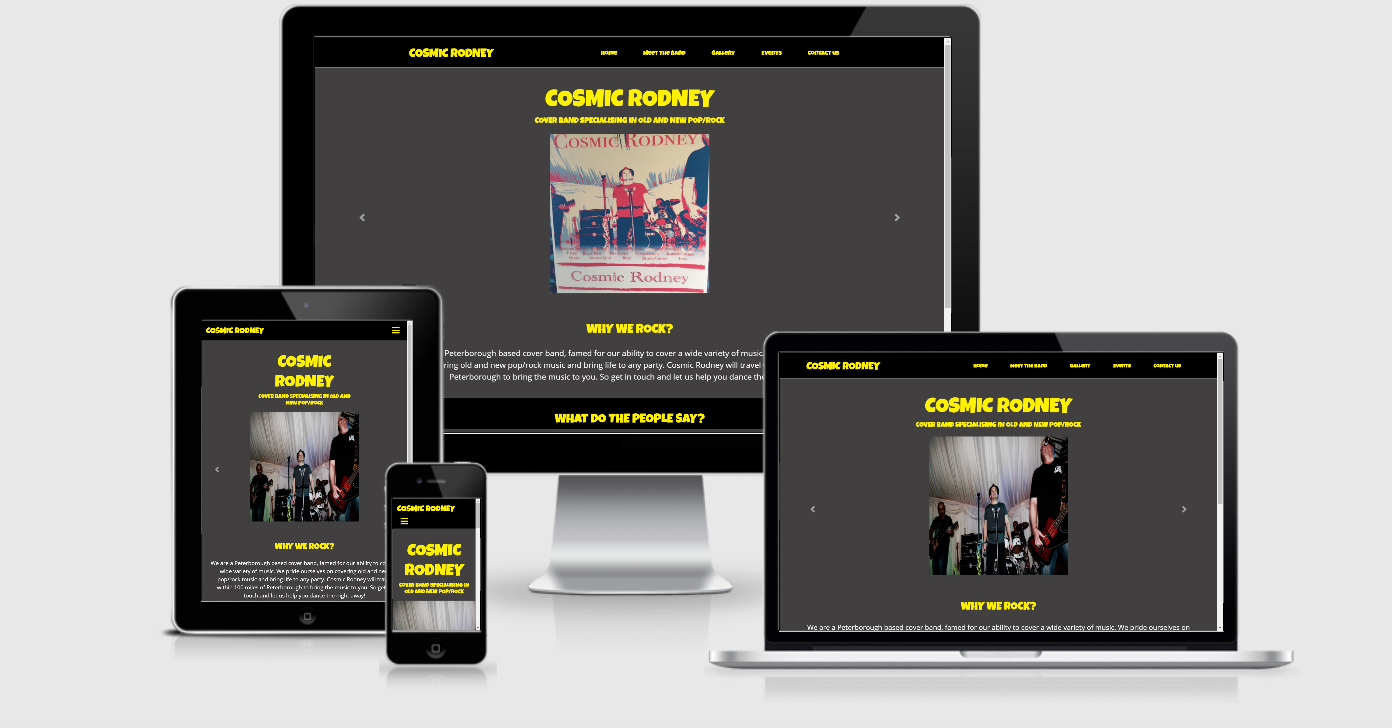 COSMIC RODNEY
HOME MEET THE BAND GALLERY EVENTS CONTACT US
COSMIC RODNEY
COVER BAND SPECIALISING IN OLD AND NEW POP/ROCK
COSMIC RODNEY
Cosmic Rodney
WHY WE ROCK?
Peterborough based cover band, famed for our ability to cover a wide variety of music.
ring old and new pop/rock music and bring life to any party. Cosmic Rodney will travel
Peterborough to bring the music to you. So get in touch and let us help you dance the
WHAT DO THE PEOPLE SAY?
COSMIC RODNEY
COSMIC
RODNEY
COVER BAND SPECIALISING IN OLD AND
NEW POP/ROCK
WHY WE ROCK?
We are a Peterborough based cover band, famed for our ability to co
wide variety of music. We pride ourselves on covering old and ne
pop/rock music and bring life to any party. Cosmic Rodney will trav
within 100 miles of Peterborough to bring the music to you. So get
touch and let us help you dance the night away!
COSMIC RODNEY
COSMIC
RODNEY
COVER BAND SPECIALISING IN
OLD AND NEW POP/ROCK
COSMIC RODNEY
HOME MEET THE BAND GALLERY EVENTS CONTACT US
COSMIC RODNEY
COVER BAND SPECIALISING IN OLD AND NEW POP/ROCK
WHY WE ROCK?
We are a Peterborough based cover band, famed for our ability to cover a wide variety of music. We pride ourselves on